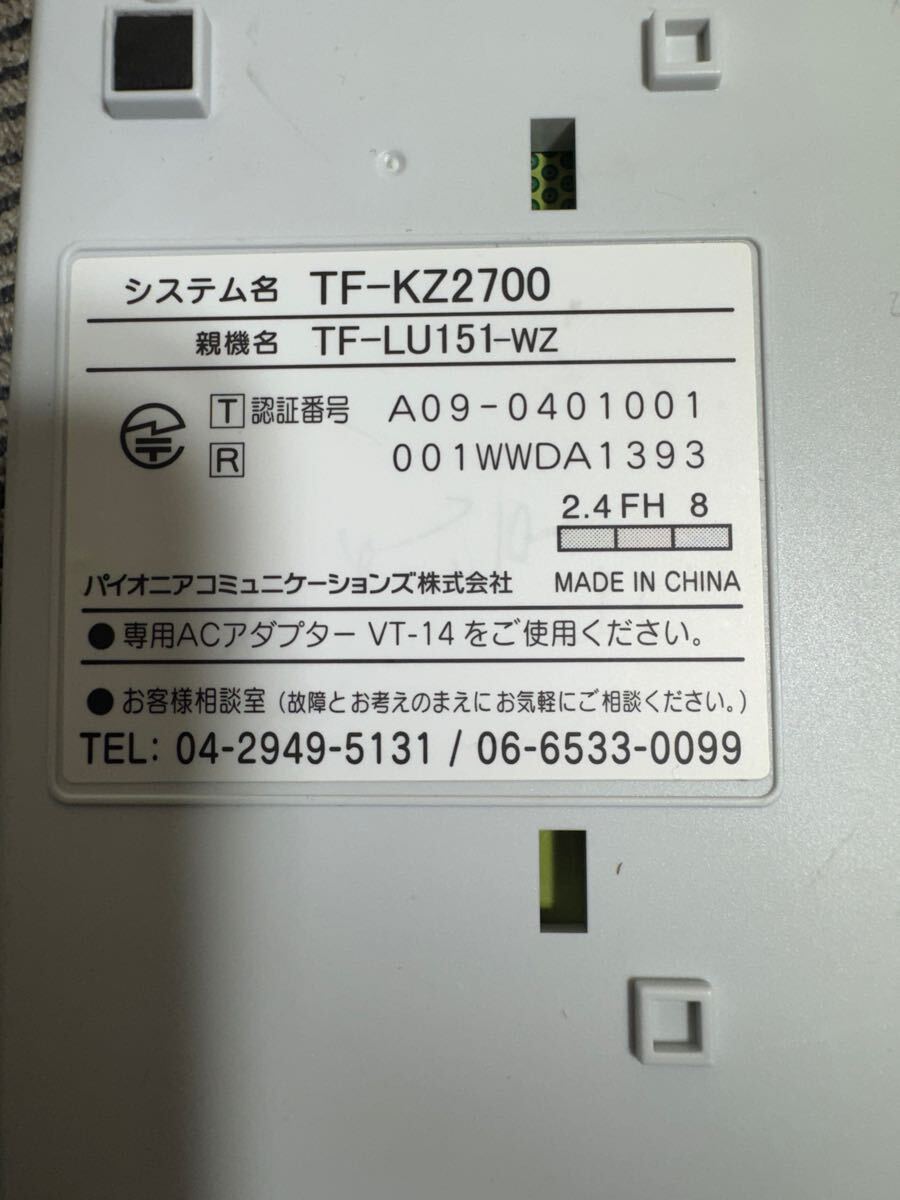 システム名 TF-KZ2700
親機名 TF-LU151-WZ
T 認証番号 A09-0401001
R 001WWDA1393
2.4 FH 8
パイオニアコミュニケーションズ株式会社 MADE IN CHINA
●専用ACアダプター VT-14をご使用ください。
●お客様相談室(故障とお考えのまえにお気軽にご相談ください。)
TEL: 04-2949-5131 / 06-6533-0099